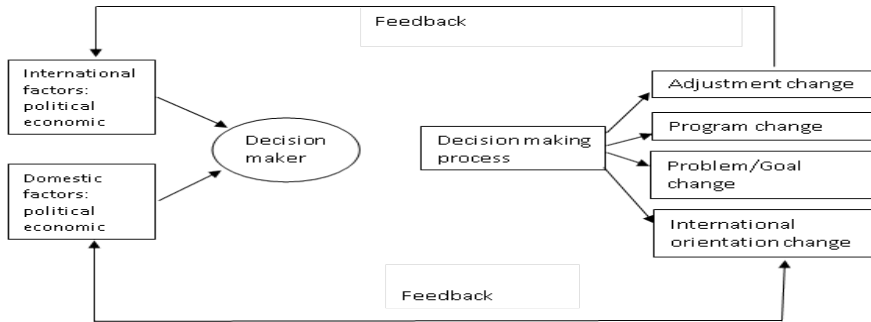 Feedback
International
factors:
political
economic
Decision
maker
Domestic
factors:
political
economic
Decision making
process
Adjustment change
Program change
Problem/Goal
change
International
orientation change
Feedback